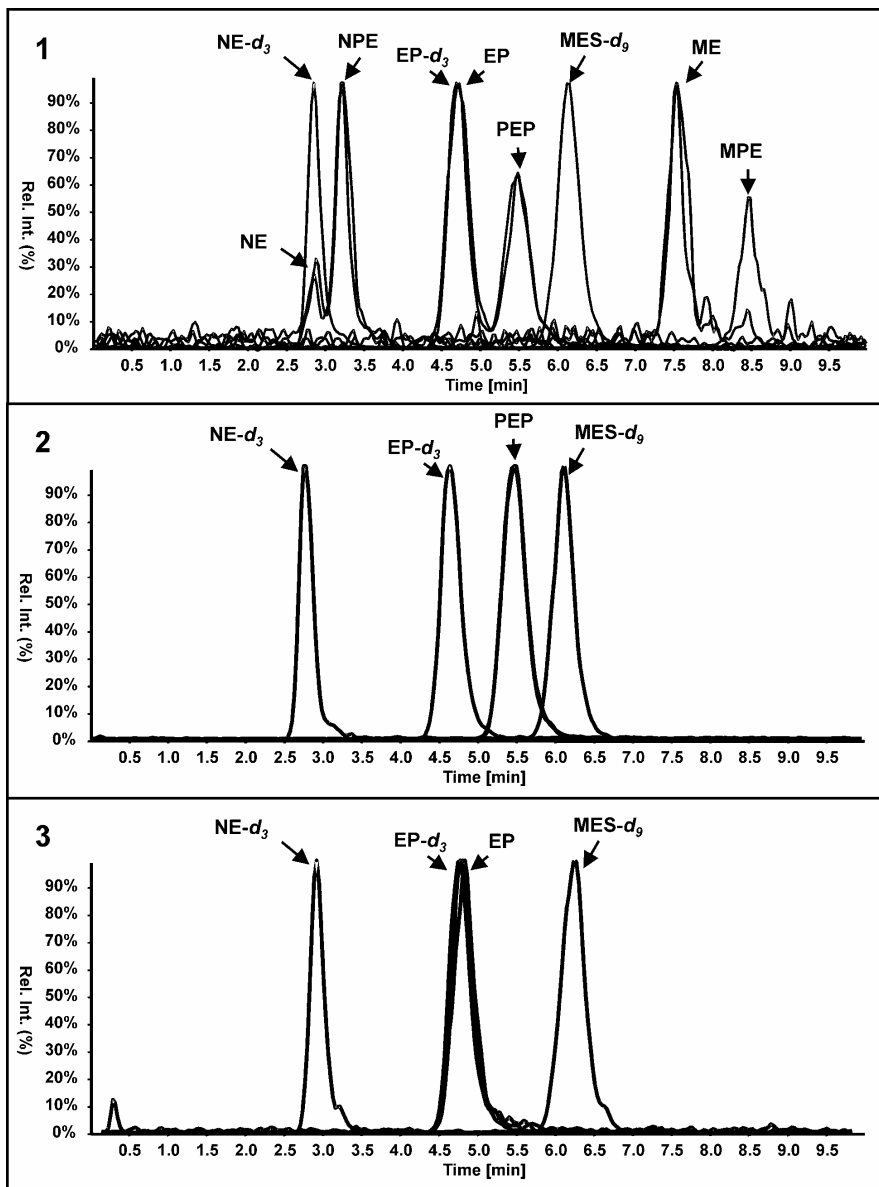 1
NE-d3
NPE
EP-d3
EP
MES-d9
ME
PEP
MPE
NE
Rel. Int. (%)
90%
80%
70%
60%
50%
40%
30%
20%
10%
0%
0.5 1.0 1.5 2.0 2.5 3.0 3.5 4.0 4.5 5.0 5.5 6.0 6.5 7.0 7.5 8.0 8.5 9.0 9.5
Time [min]
2
NE-d3
EP-d3
PEP
MES-d9
Rel. Int. (%)
90%
80%
70%
60%
50%
40%
30%
20%
10%
0%
0.5 1.0 1.5 2.0 2.5 3.0 3.5 4.0 4.5 5.0 5.5 6.0 6.5 7.0 7.5 8.0 8.5 9.0 9.5
Time [min]
3
NE-d3
EP-d3
EP
MES-d9
Rel. Int. (%)
90%
80%
70%
60%
50%
40%
30%
20%
10%
0%
0.5 1.0 1.5 2.0 2.5 3.0 3.5 4.0 4.5 5.0 5.5 6.0 6.5 7.0 7.5 8.0 8.5 9.0 9.5
Time [min]